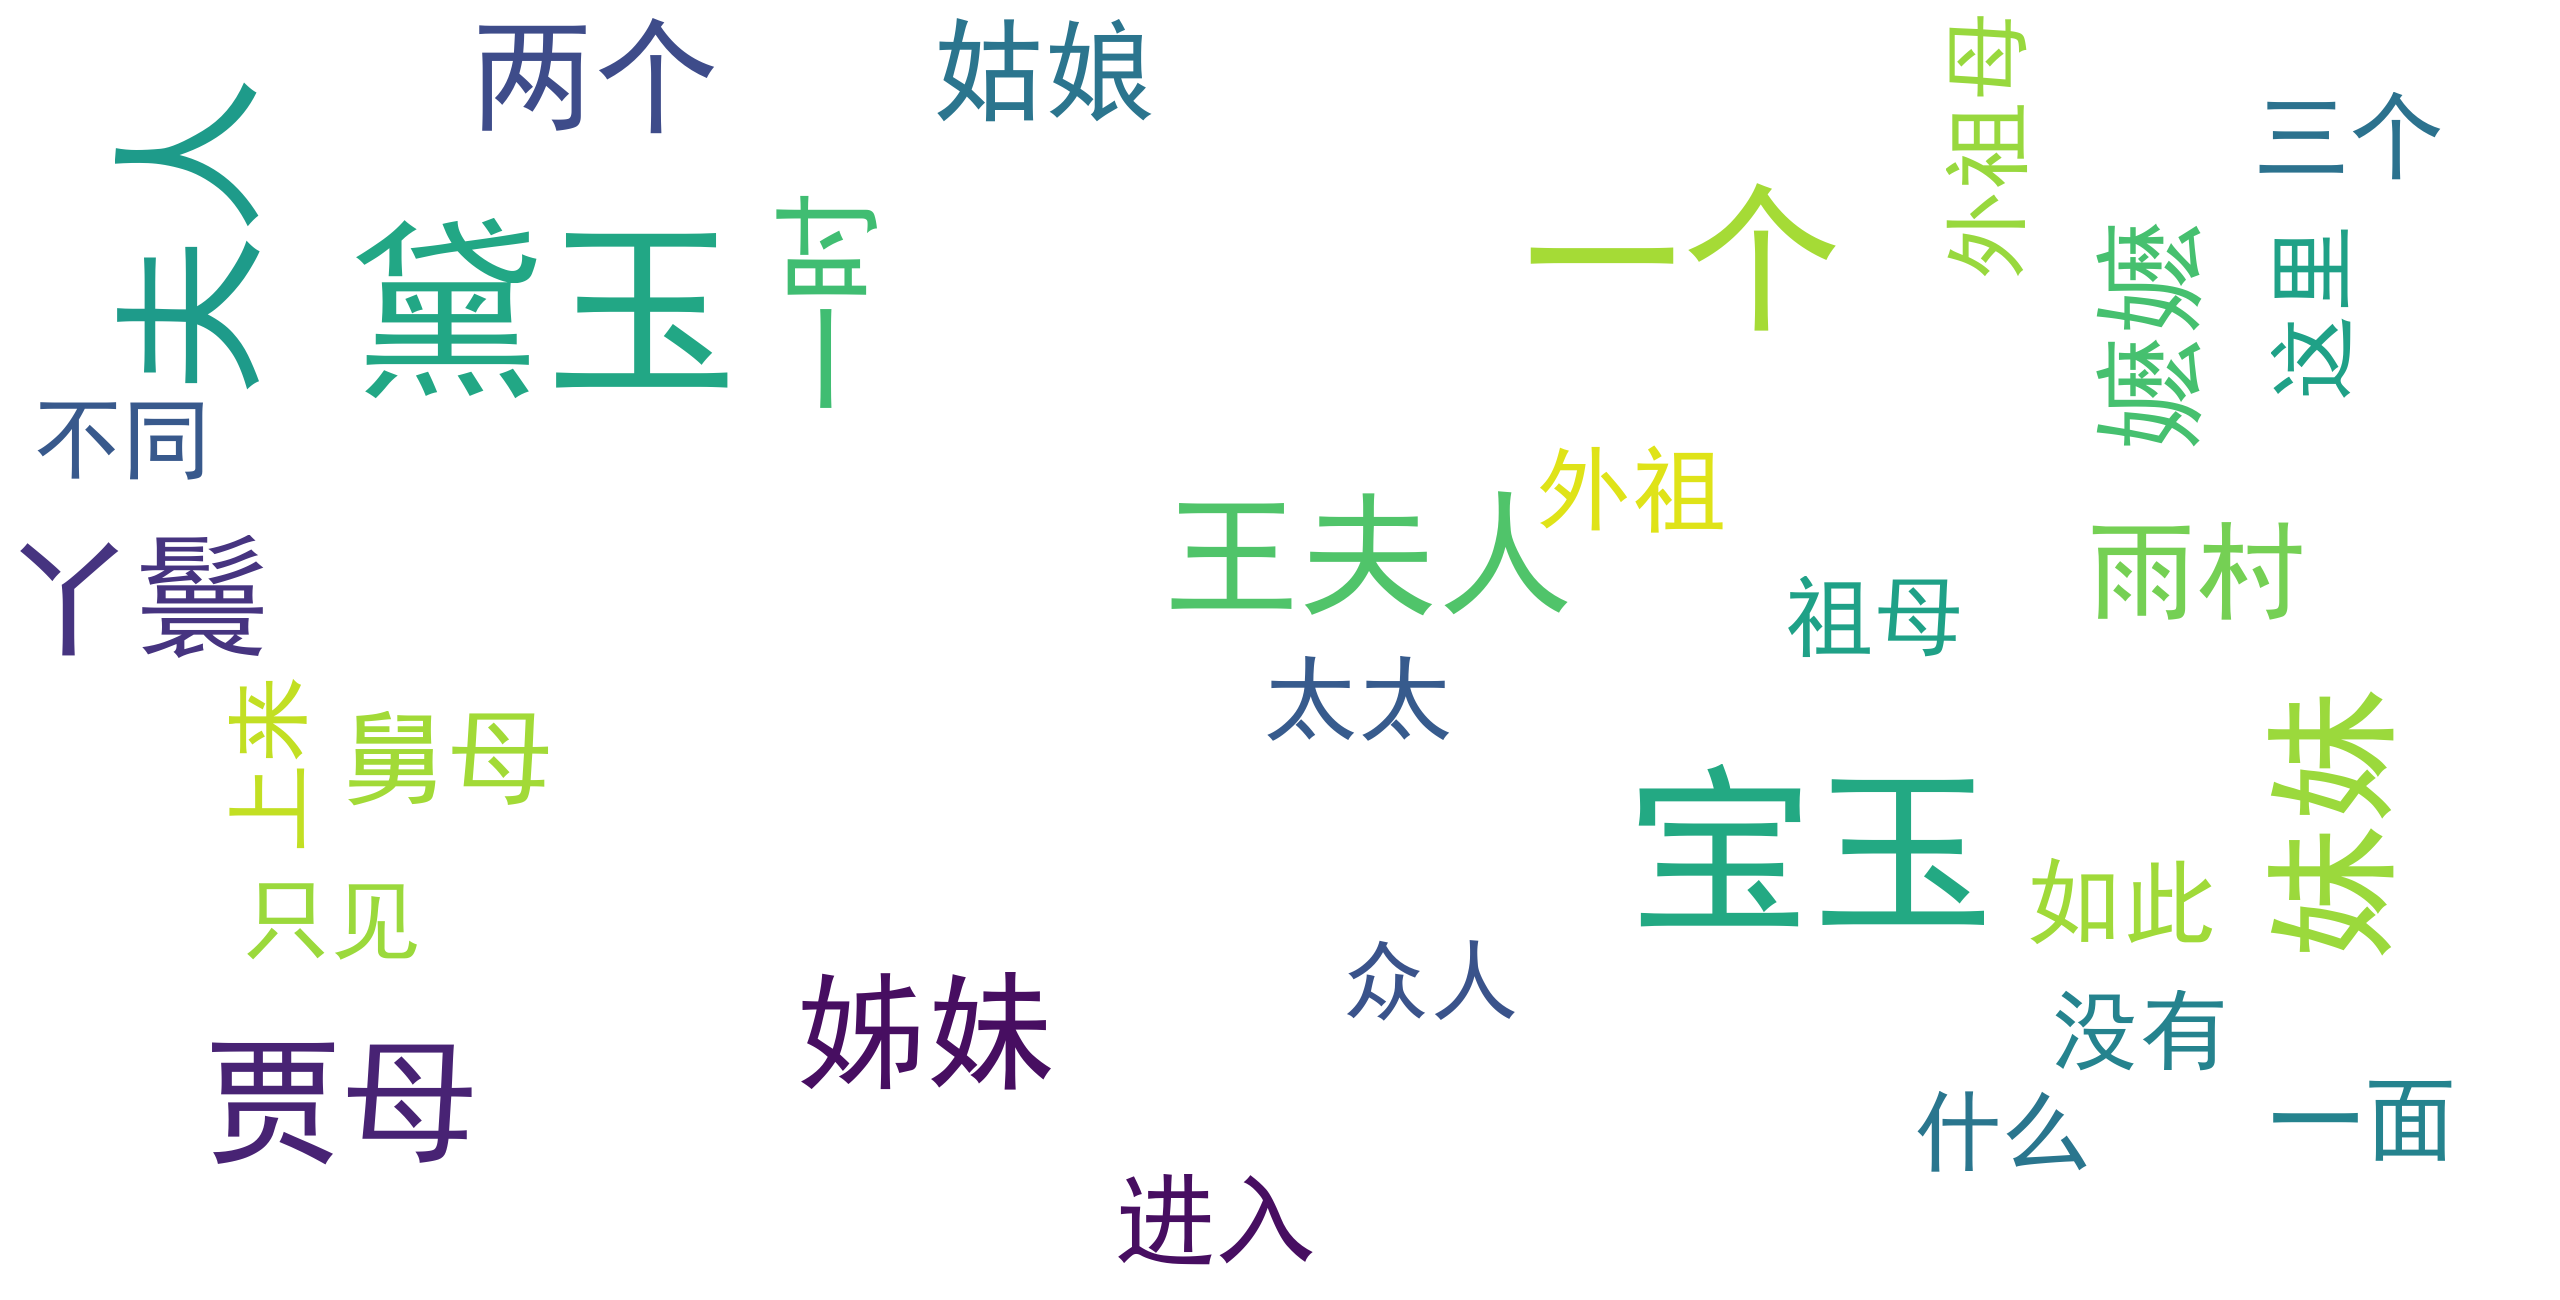 两个
姑娘
外祖母
三个
夫人
黛玉
一时
一个
嬷嬷
这里
不同
外祖
王夫人
雨村
丫鬟
祖母
太太
上来
舅母
妹妹
宝玉
如此
只见
众人
姊妹
没有
贾母
什么
一面
进入